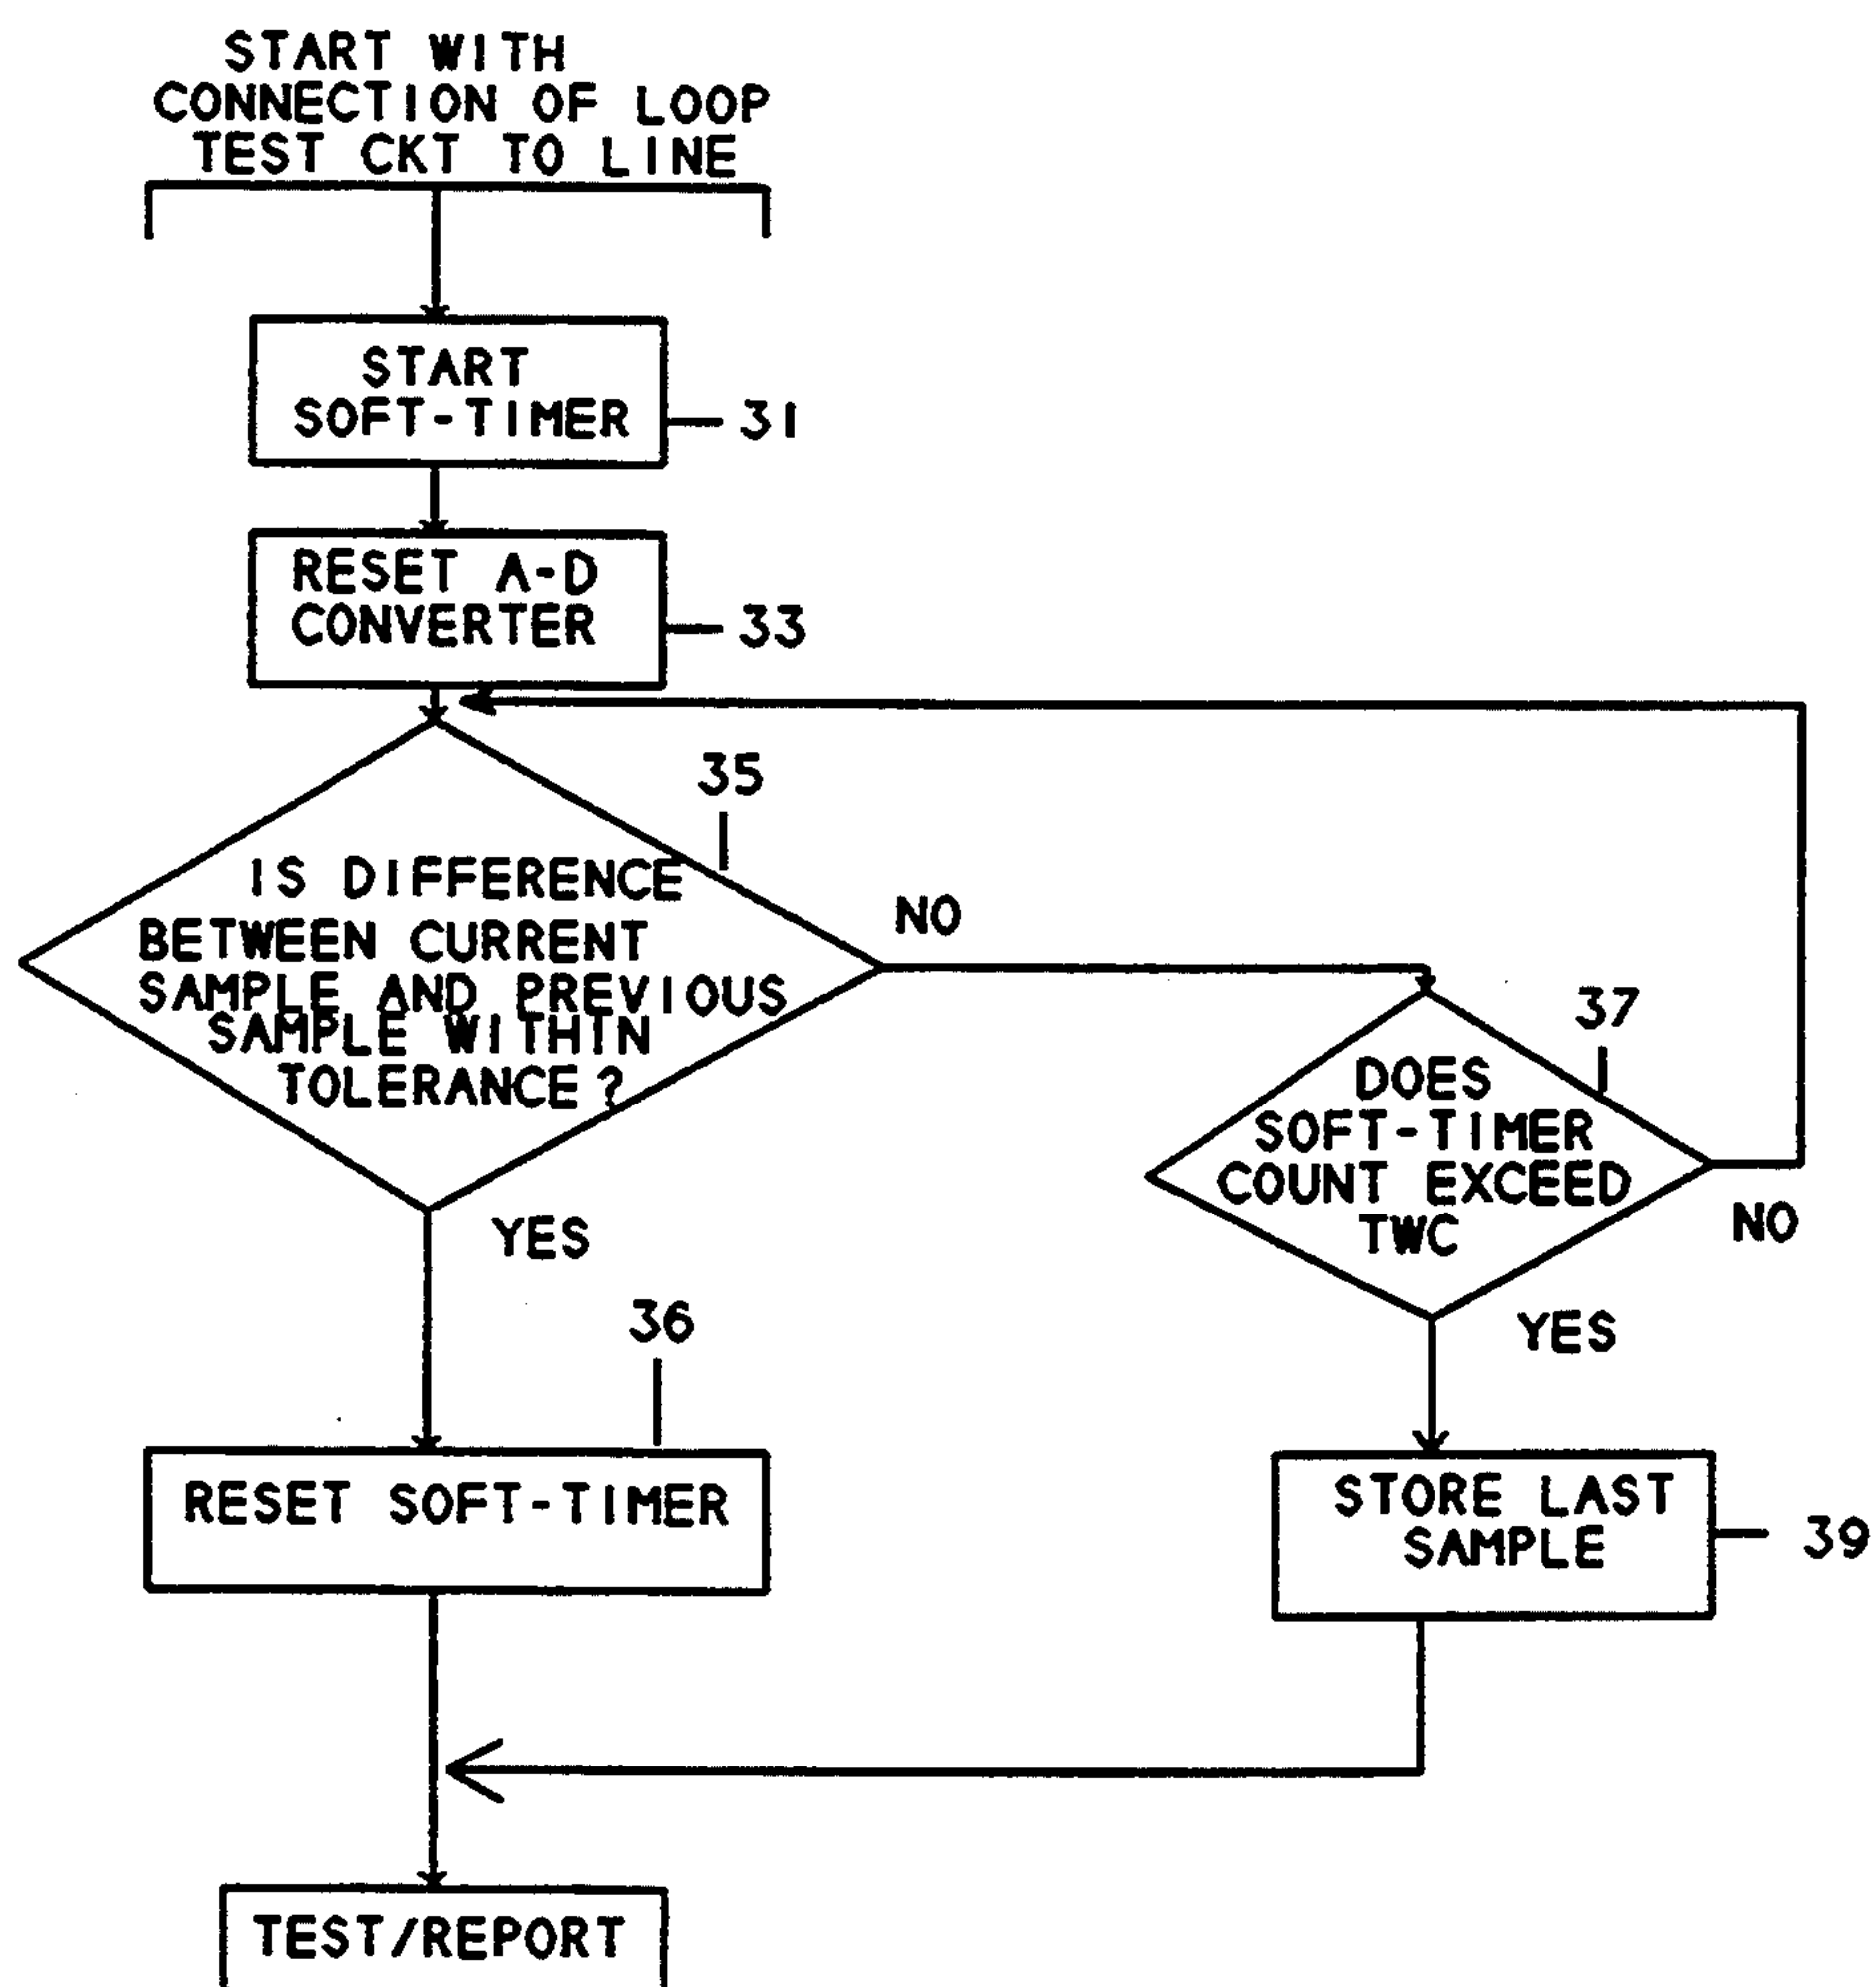 START WITH
CONNECTION OF LOOP
TEST CKT TO LINE
START
SOFT-TIMER
31
RESET A-D
CONVERTER
33
35
IS DIFFERENCE
BETWEEN CURRENT
SAMPLE AND PREVIOUS
SAMPLE WITHIN
TOLERANCE?
NO
YES
37
DOES
SOFT-TIMER
COUNT EXCEED
TWC
NO
YES
36
RESET SOFT-TIMER
STORE LAST
SAMPLE
39
TEST/REPORT